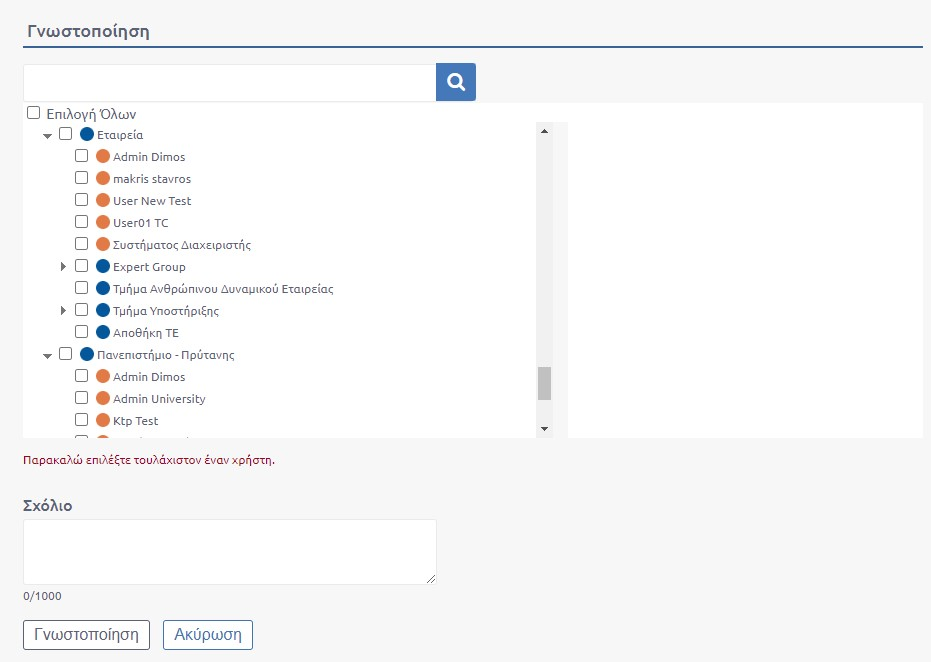 Γνωστοποίηση
Επιλογή Όλων
Εταιρεία
Admin Dimos
makris stavros
User New Test
User01 TC
Συστήματος Διαχειριστής
Expert Group
Τμήμα Ανθρώπινου Δυναμικού Εταιρείας
Τμήμα Υποστήριξης
Αποθήκη ΤΕ
Πανεπιστήμιο - Πρύτανης
Admin Dimos
Admin University
Ktp Test
Παρακαλώ επιλέξτε τουλάχιστον έναν χρήστη.
Σχόλιο
0/1000
Γνωστοποίηση Ακύρωση